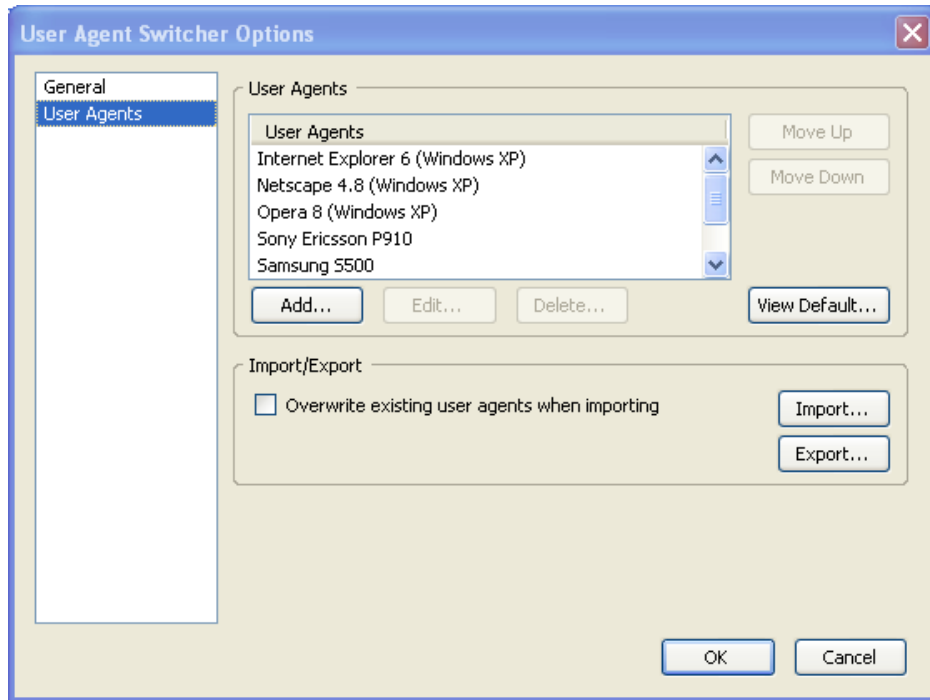 User Agent Switcher Options
General
User Agents
User Agents
User Agents
Internet Explorer 6 (Windows XP)
Netscape 4.8 (Windows XP)
Opera 8 (Windows XP)
Sony Ericsson P910
Samsung S500
Move Up
Move Down
Add...
Edit...
Delete...
View Default...
Import/Export
Overwrite existing user agents when importing
Import...
Export...
OK
Cancel